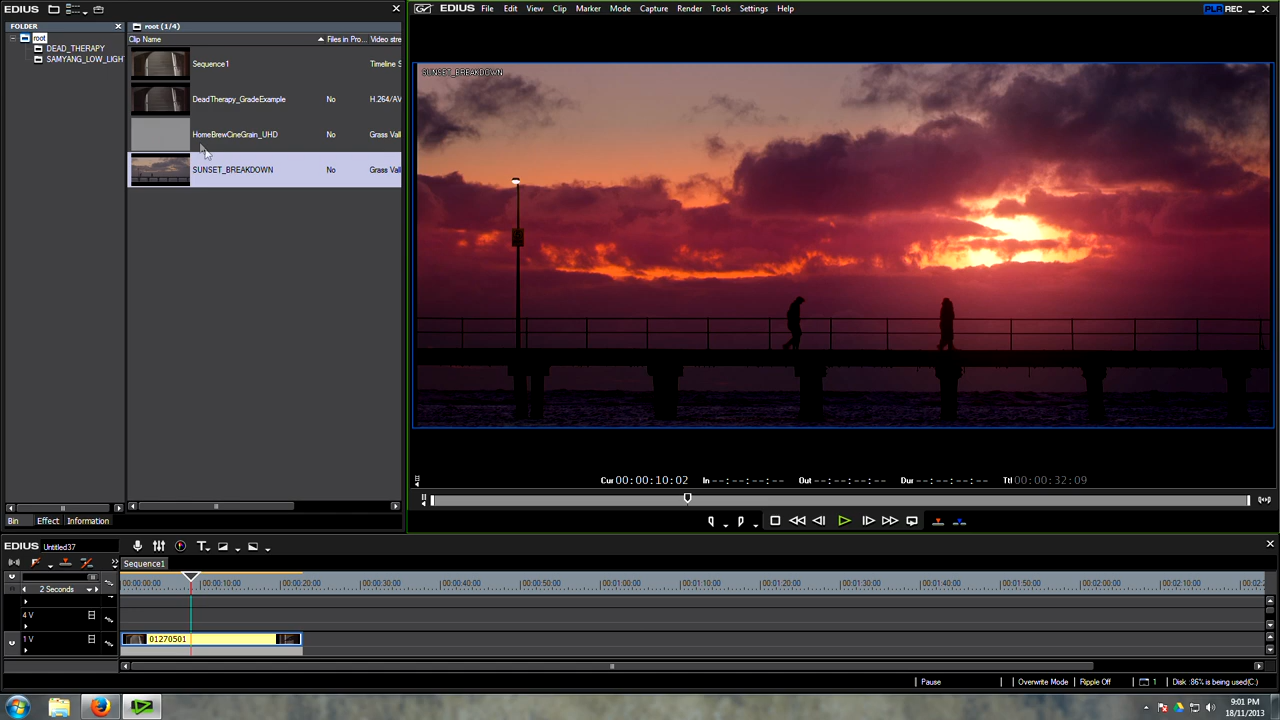 EDIUS
EDIUS File Edit View Clip Marker Mode Capture Render Tools Settings Help
PLR REC
FOLDER
root
DEAD_THERAPY
SAMYANG_LOW_LIGH
root (1/4)
Clip Name Files in Pro... Video stre
Sequence1 Timeline S
DeadTherapy_GradeExample No H.264/AV
HomeBrewCineGrain_UHD No Grass Vall
SUNSET_BREAKDOWN No Grass Vall
SUNSET_BREAKDOWN
Cur 00:00:10:02 In --:--:--:-- Out --:--:--:-- Dur --:--:--:-- Ttl 00:00:32:09
Bin Effect Information
EDIUS Untitled37
Sequence1
2 Seconds
00:00:00:00 00:00:10:00 00:00:20:00 00:00:30:00 00:00:40:00 00:00:50:00 00:01:00:00 00:01:10:00 00:01:20:00 00:01:30:00 00:01:40:00 00:01:50:00 00:02:00:00 00:02:10:00 00:02:2
4 V
1 V
01270501
Pause Overwrite Mode Ripple Off 1 Disk :86% is being used(C:)
9:01 PM
18/11/2013